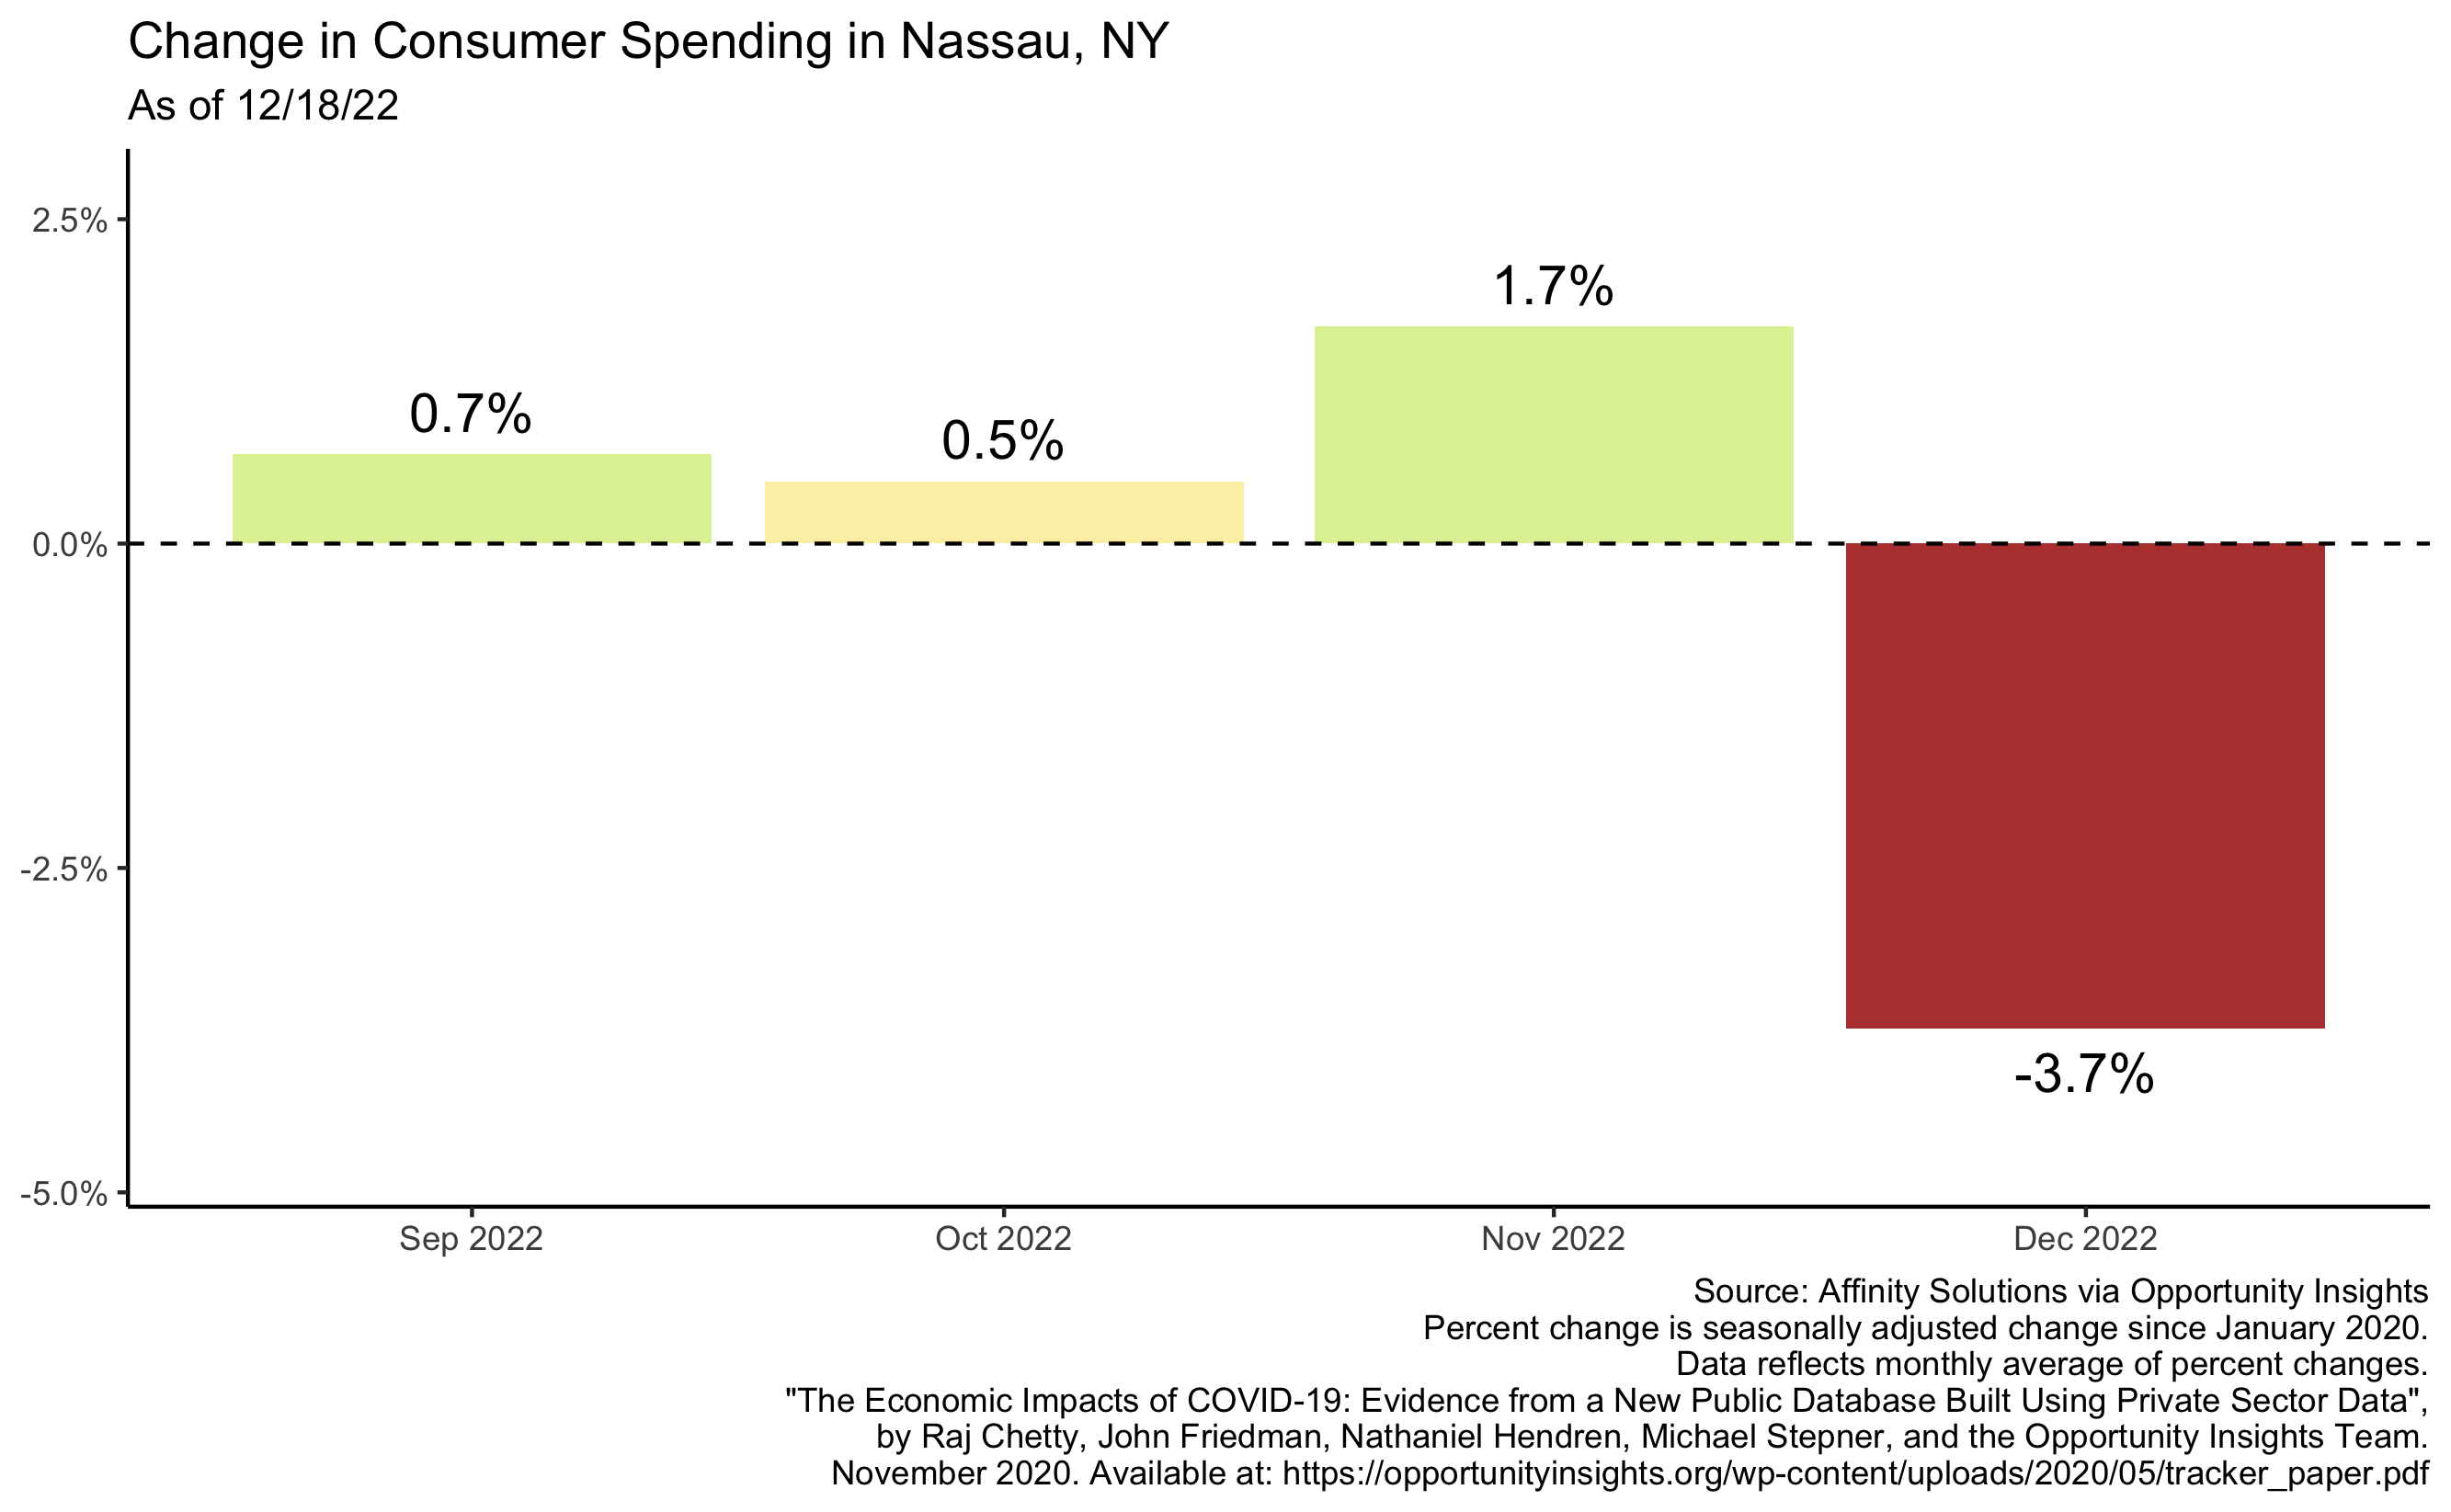 Change in Consumer Spending in Nassau, NY
As of 12/18/22
2.5%
0.0%
-2.5%
-5.0%
0.7%
0.5%
1.7%
-3.7%
Sep 2022
Oct 2022
Nov 2022
Dec 2022
Source: Affinity Solutions via Opportunity Insights
Percent change is seasonally adjusted change since January 2020.
Data reflects monthly average of percent changes.
"The Economic Impacts of COVID-19: Evidence from a New Public Database Built Using Private Sector Data",
by Raj Chetty, John Friedman, Nathaniel Hendren, Michael Stepner, and the Opportunity Insights Team.
November 2020. Available at: https://opportunityinsights.org/wp-content/uploads/2020/05/tracker_paper.pdf